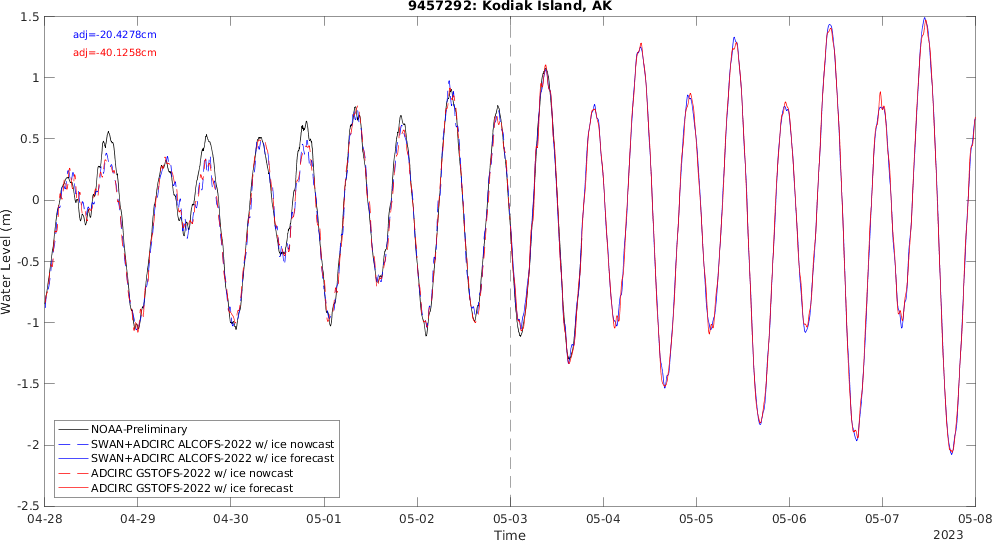 9457292: Kodiak Island, AK
adj=-20.4278cm
adj=-40.1258cm
1.5
1
0.5
0
-0.5
-1
-1.5
-2
-2.5
Water Level (m)
NOAA-Preliminary
SWAN+ADCIRC ALCOFS-2022 w/ ice nowcast
SWAN+ADCIRC ALCOFS-2022 w/ ice forecast
ADCIRC GSTOFS-2022 w/ ice nowcast
ADCIRC GSTOFS-2022 w/ ice forecast
04-28 04-29 04-30 05-01 05-02 05-03 05-04 05-05 05-06 05-07 05-08
Time
2023